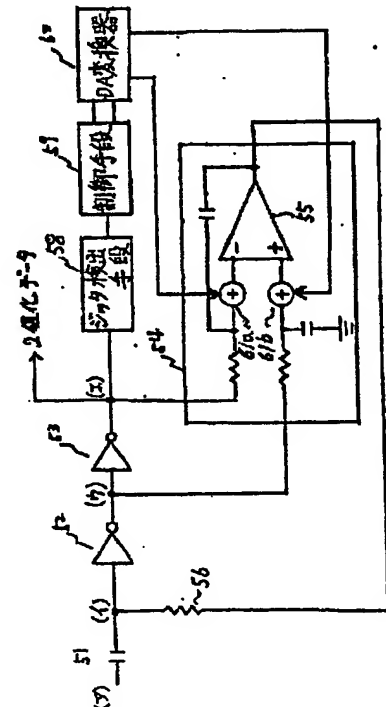 (ア)
51
(イ)
52
(ウ)
53
(エ)
→2値化データ
58
ジッタ検出
手段
59
制御手段
60
DA変換器
54
55
56
61a
61b
+
+
−
+